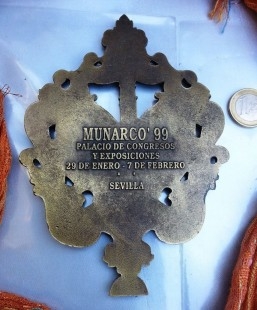 MUNARCO' 99
PALACIO DE CONGRESOS
Y EXPOSICIONES
29 DE ENERO - 7 DE FEBRERO
SEVILLA